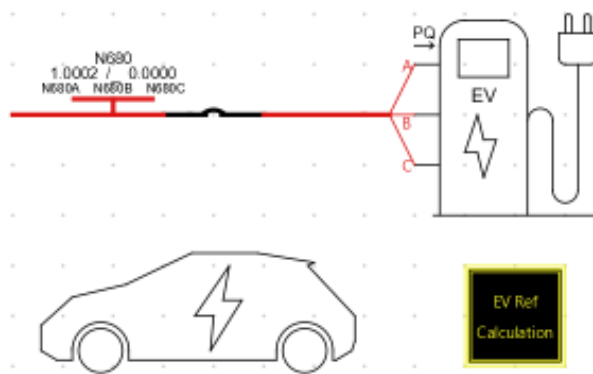 N680
1.0002 / 0.0000
N680A N680B N680C
PQ
A
B
C
EV
EV Ref
Calculation